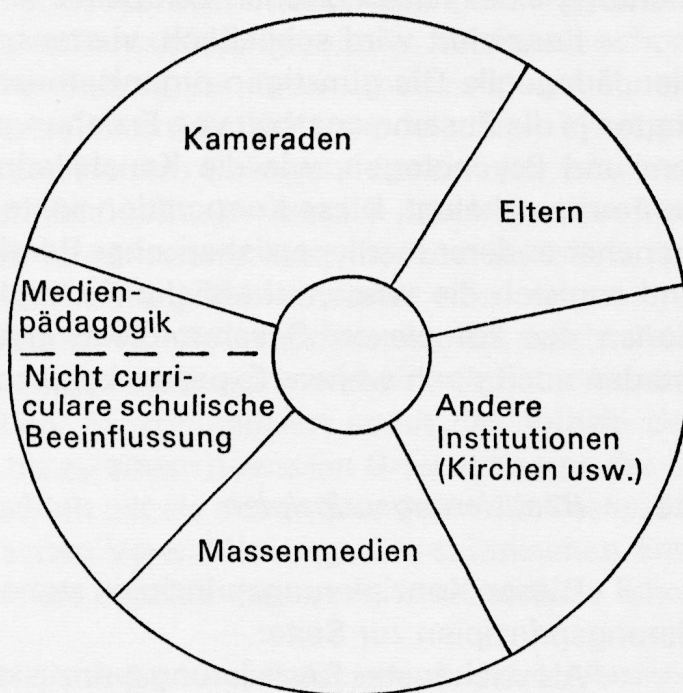 Kameraden
Eltern
Medien-
pädagogik
Nicht curri-
culare schulische
Beeinflussung
Andere
Institutionen
(Kirchen usw.)
Massenmedien